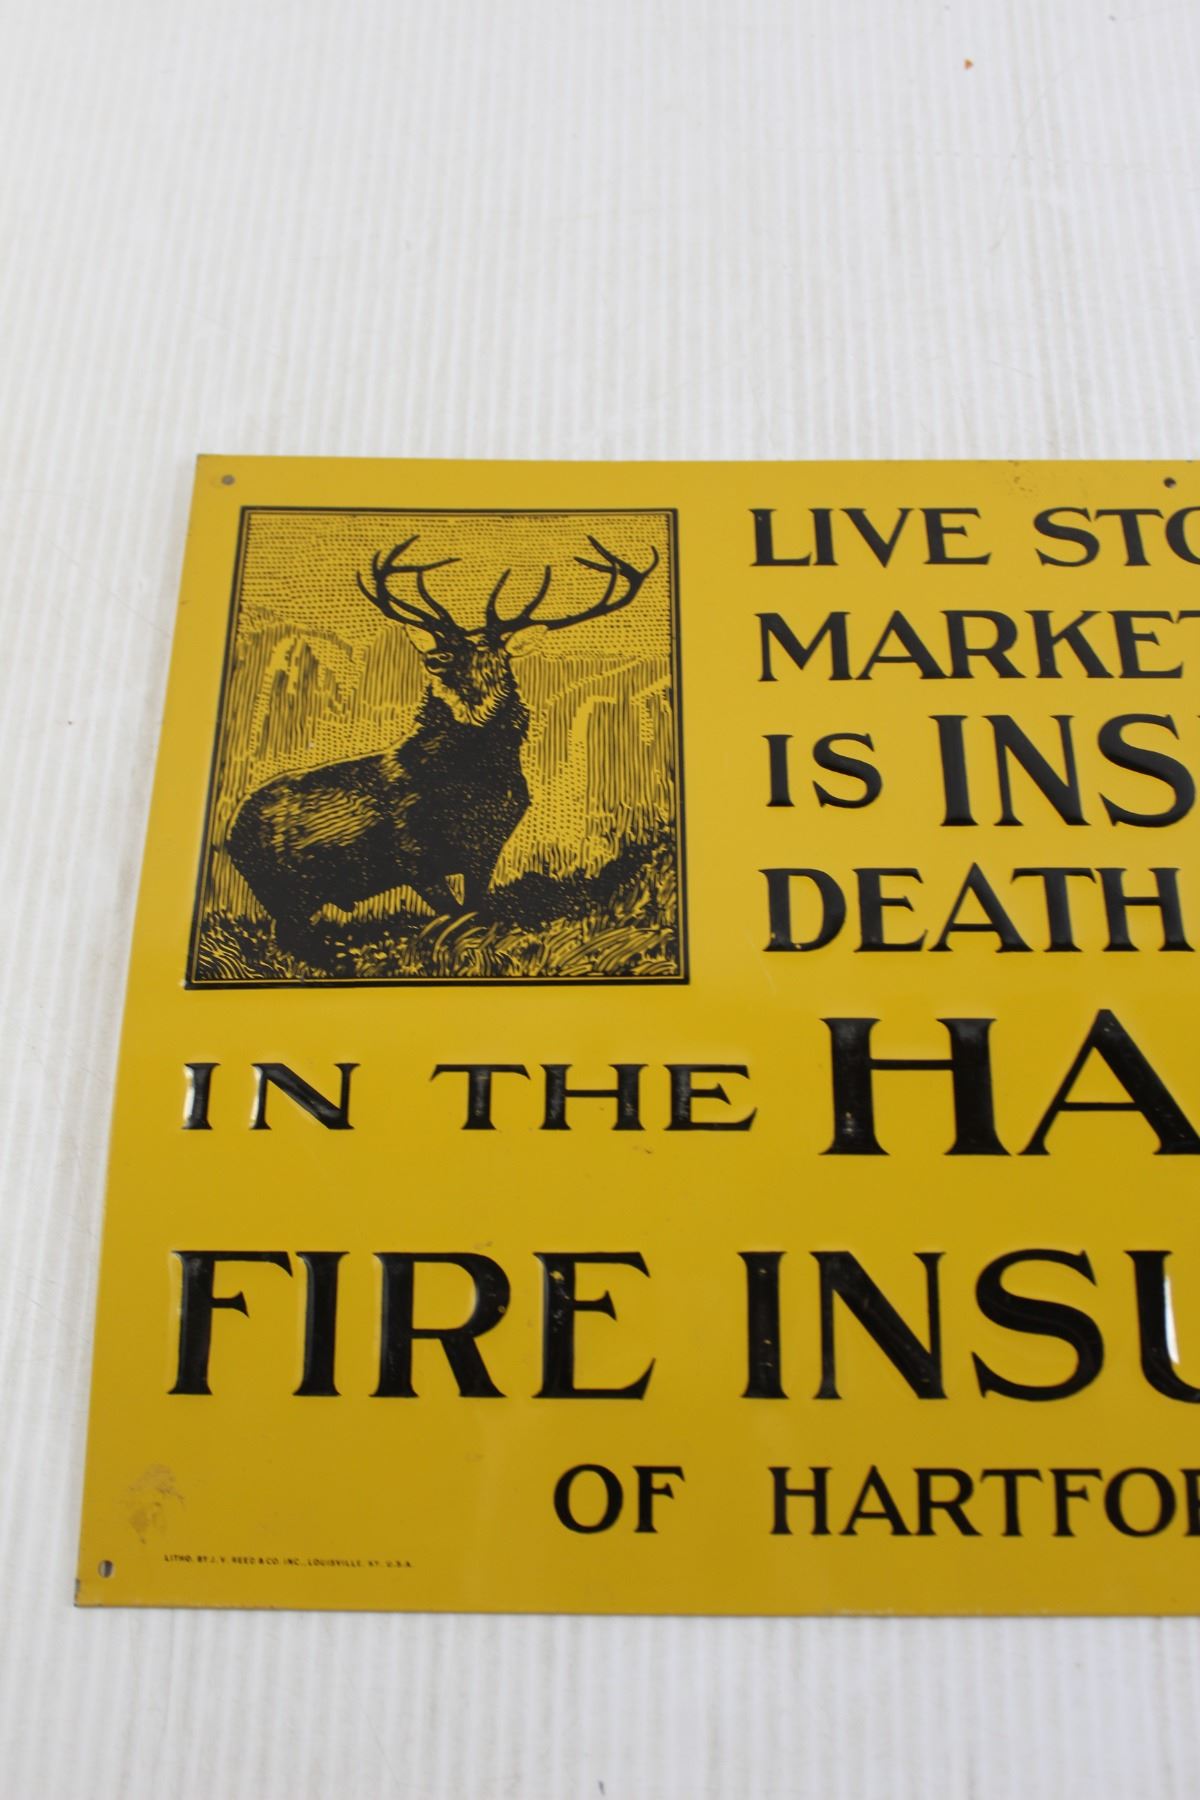 LIVE STO
MARKET
IS INS
DEATH
IN THE HA
FIRE INSU
OF HARTFOR
LITHO. BY J. V. REED & CO. INC., LOUISVILLE. KY. U.S.A.